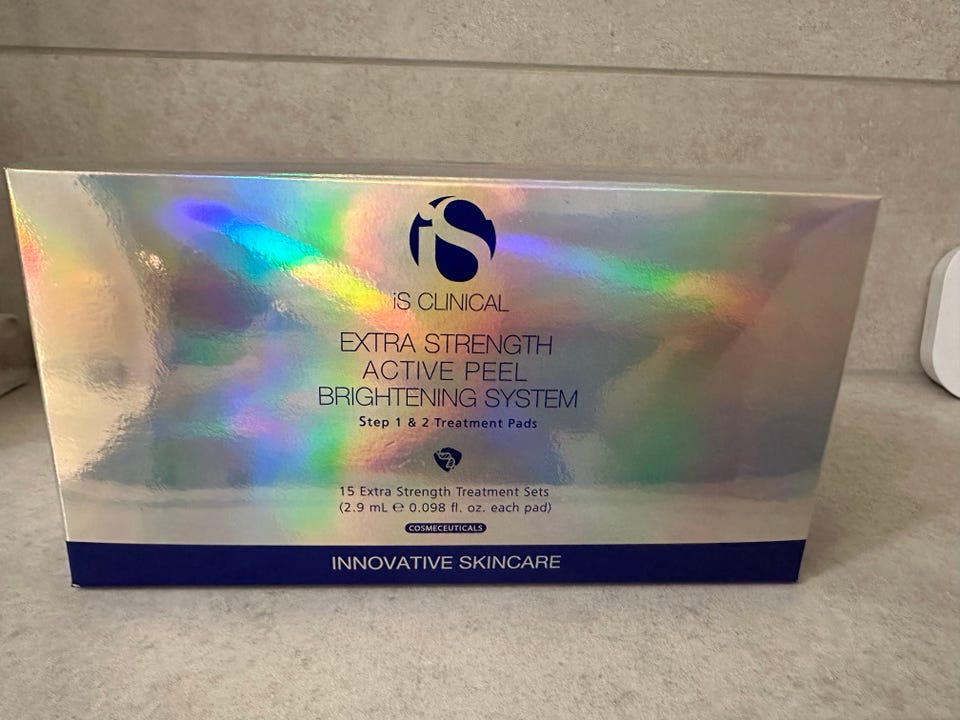 iS
iS CLINICAL
EXTRA STRENGTH
ACTIVE PEEL
BRIGHTENING SYSTEM
Step 1 & 2 Treatment Pads
15 Extra Strength Treatment Sets
(2.9 mL ℮ 0.098 fl. oz. each pad)
COSMECEUTICALS
INNOVATIVE SKINCARE